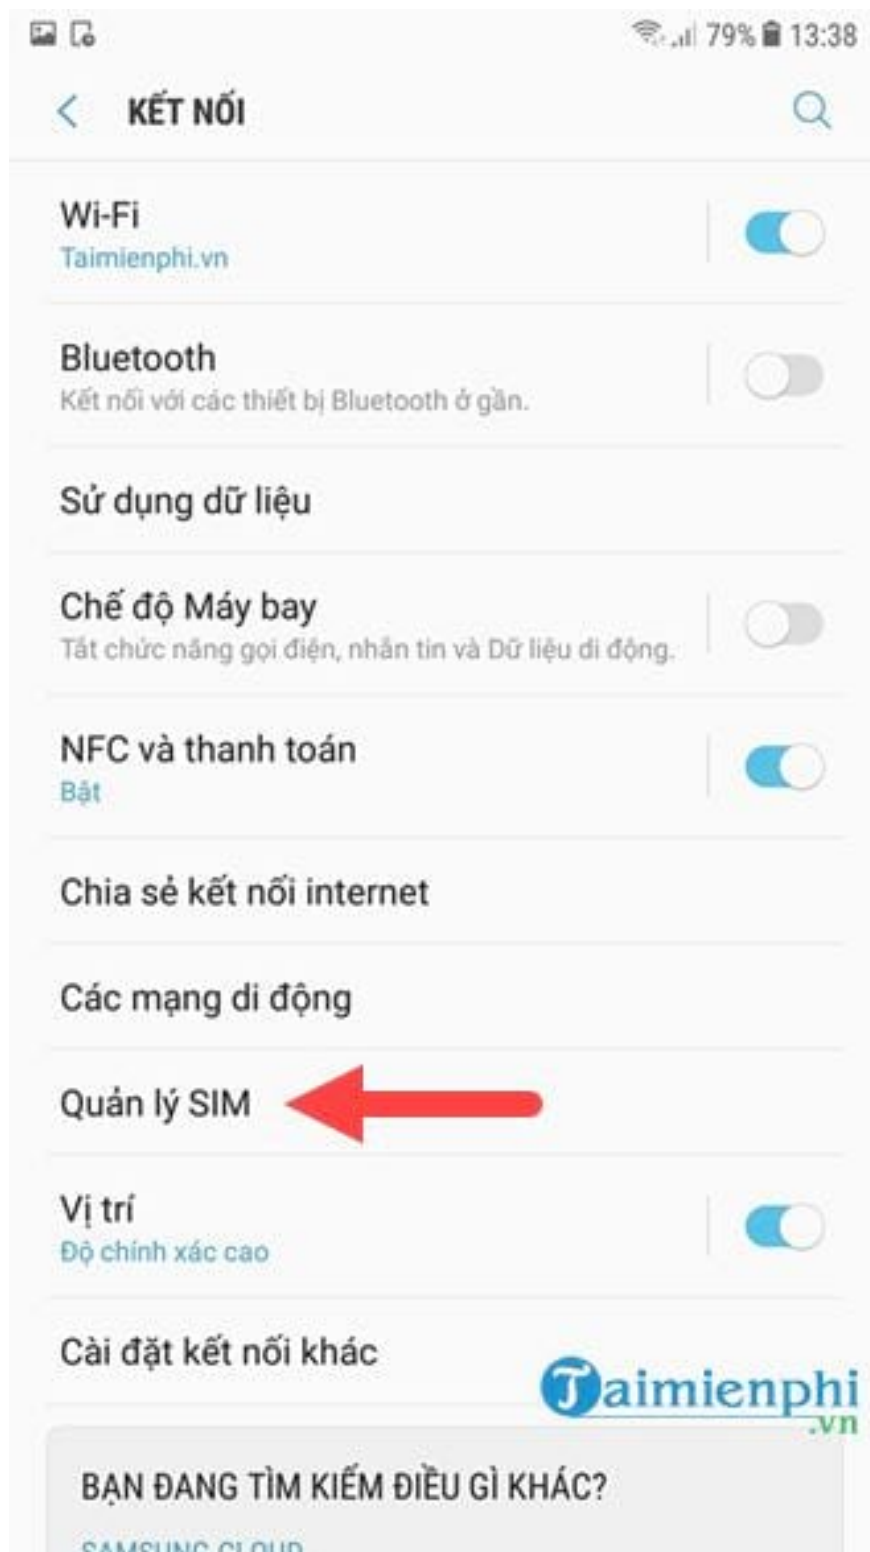 79% 13:38
KẾT NỐI
Wi-Fi
Taimienphi.vn
Bluetooth
Kết nối với các thiết bị Bluetooth ở gần.
Sử dụng dữ liệu
Chế độ Máy bay
Tắt chức năng gọi điện, nhắn tin và Dữ liệu di động.
NFC và thanh toán
Bật
Chia sẻ kết nối internet
Các mạng di động
Quản lý SIM
Vị trí
Độ chính xác cao
Cài đặt kết nối khác
Taimienphi
.vn
BẠN ĐANG TÌM KIẾM ĐIỀU GÌ KHÁC?
SAMSUNG CLOUD